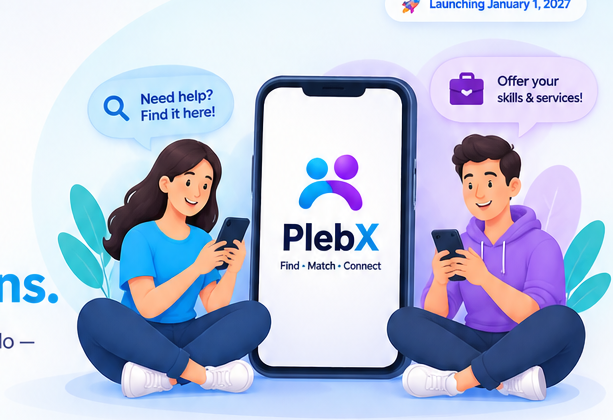 Launching January 1, 2027
Need help?
Find it here!
Offer your
skills & services!
PlebX
Find • Match • Connect
ns.
lo —